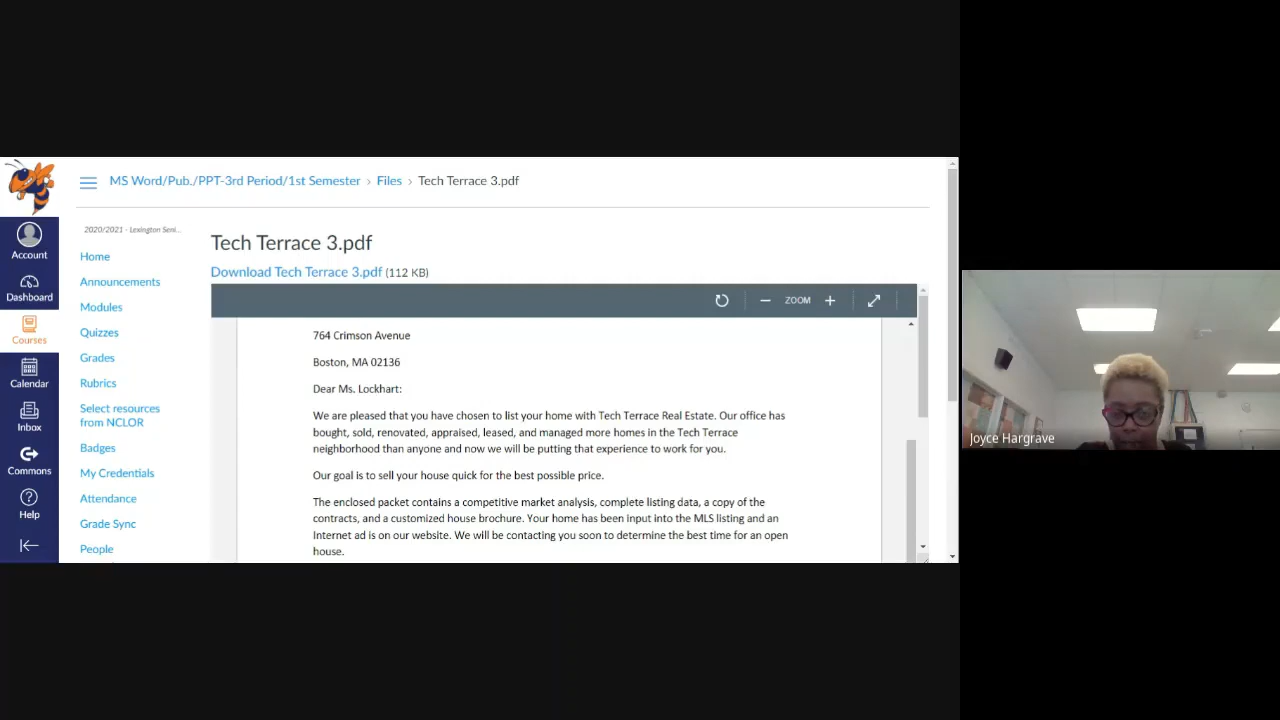 MS Word/Pub./PPT-3rd Period/1st Semester › Files › Tech Terrace 3.pdf
2020/2021 - Lexington Seni...
Account
Dashboard
Courses
Calendar
Inbox
Commons
Help
Home
Announcements
Modules
Quizzes
Grades
Rubrics
Select resources
from NCLOR
Badges
My Credentials
Attendance
Grade Sync
People
Tech Terrace 3.pdf
Download Tech Terrace 3.pdf (112 KB)
ZOOM
764 Crimson Avenue
Boston, MA 02136
Dear Ms. Lockhart:
We are pleased that you have chosen to list your home with Tech Terrace Real Estate. Our office has
bought, sold, renovated, appraised, leased, and managed more homes in the Tech Terrace
neighborhood than anyone and now we will be putting that experience to work for you.
Our goal is to sell your house quick for the best possible price.
The enclosed packet contains a competitive market analysis, complete listing data, a copy of the
contracts, and a customized house brochure. Your home has been input into the MLS listing and an
Internet ad is on our website. We will be contacting you soon to determine the best time for an open
house.
Joyce Hargrave